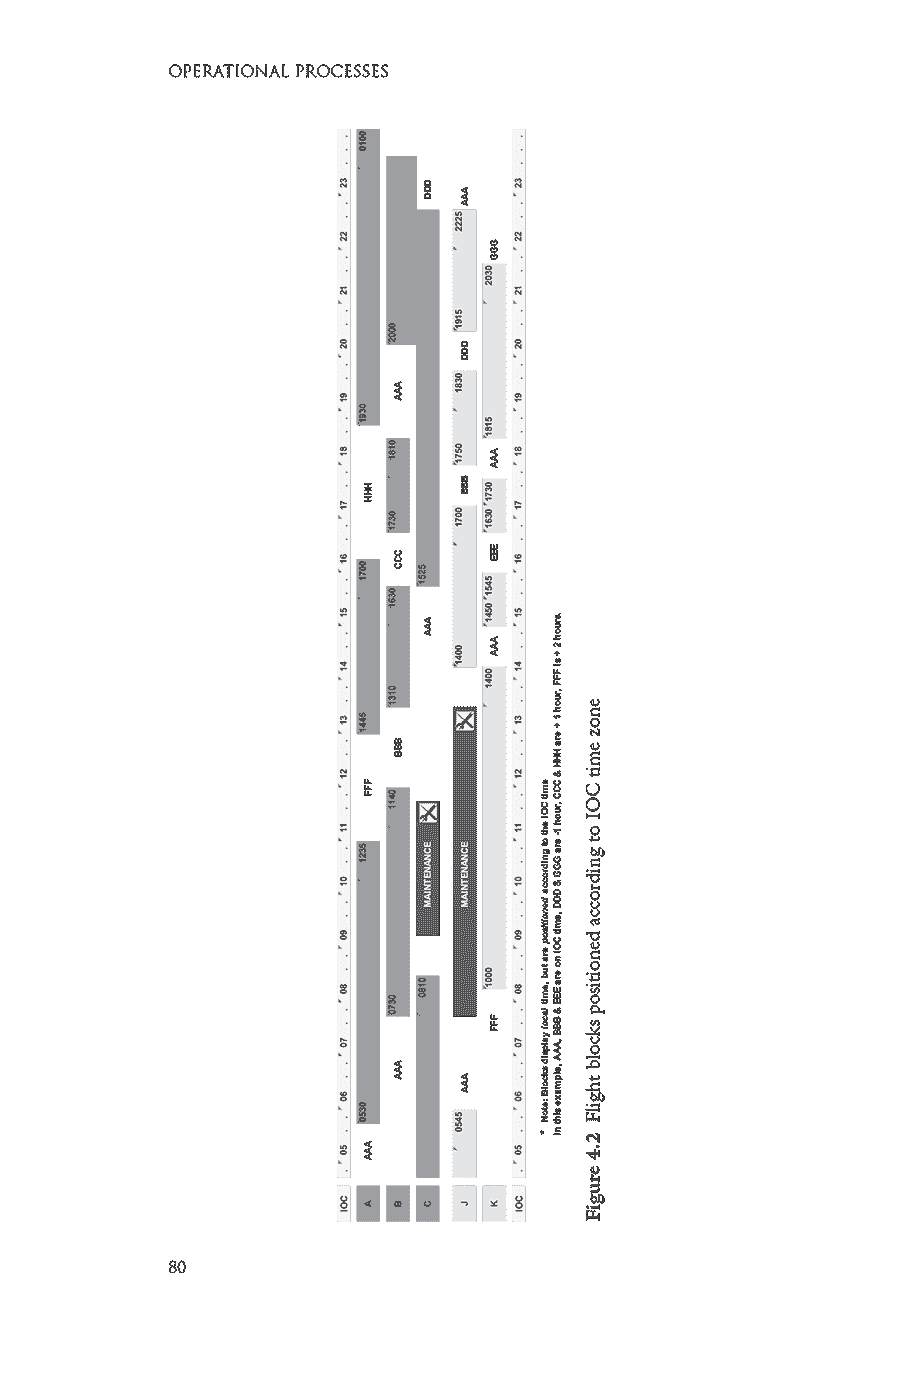 OPERATIONAL PROCESSES
IOC 05 06 07 08 09 10 11 12 13 14 15 16 17 18 19 20 21 22 23
A AAA 0530 1235 FFF 1445 1700 HHH 1930 0100
B AAA 0730 1140 BBB 1310 1630 CCC 1730 1810 AAA 2000
C 0810 MAINTENANCE AAA 1525 DDD
J 0545 AAA MAINTENANCE 1400 1700 BBB 1750 1830 DDD 1915 2225 AAA
K FFF 1000 1400 AAA 1450 1545 EEE 1630 1730 AAA 1815 2030 GGG
IOC 05 06 07 08 09 10 11 12 13 14 15 16 17 18 19 20 21 22 23
* Note: Blocks display local time, but are positioned according to the IOC time
In this example, AAA, BBB & EEE are on IOC time, DDD & GGG are -1 hour, CCC & HHH are + 1 hour, FFF is + 2 hours.
Figure 4.2 Flight blocks positioned according to IOC time zone
80